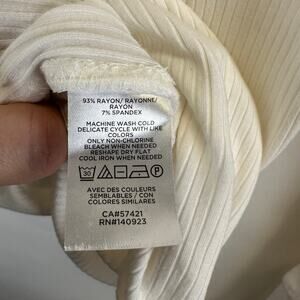 93% RAYON/ RAYONNE/
RAYON
7% SPANDEX
MACHINE WASH COLD
DELICATE CYCLE WITH LIKE
COLORS
ONLY NON-CHLORINE
BLEACH WHEN NEEDED
RESHAPE DRY FLAT
COOL IRON WHEN NEEDED
30
AVEC DES COULEURS
SEMBLABLES / CON
COLORES SIMILARES
CA#57421
RN#140923